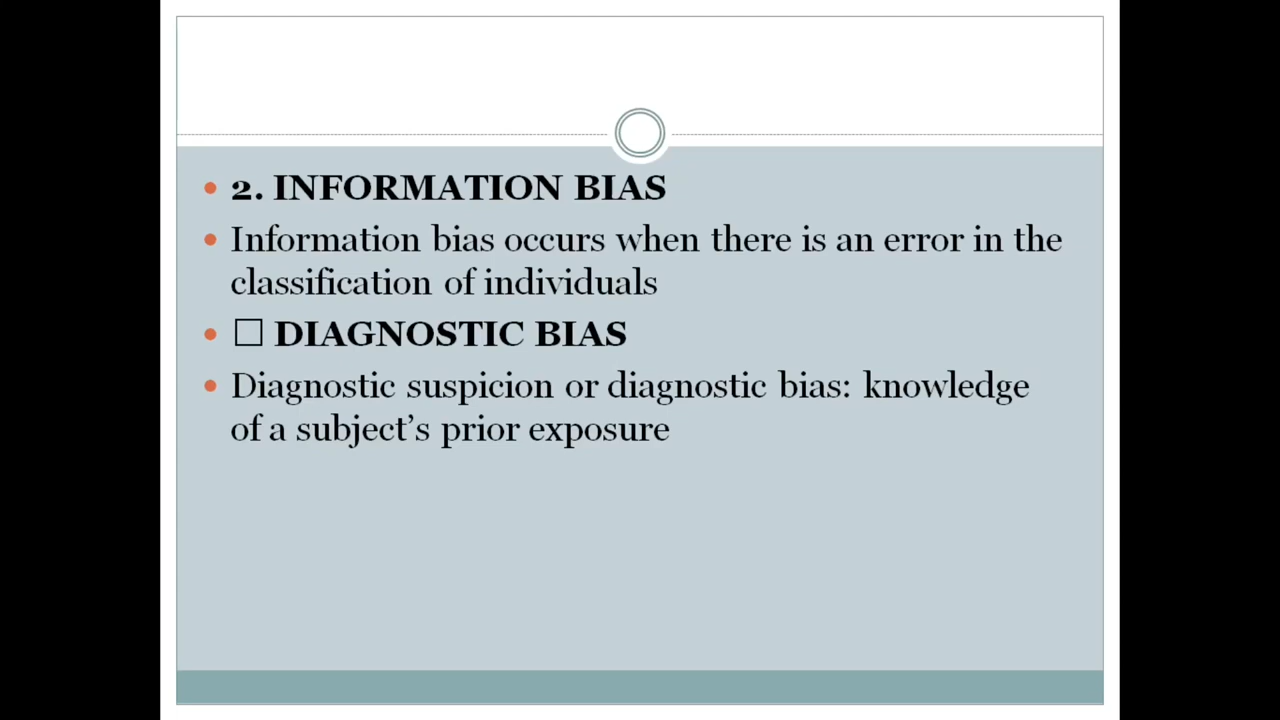 • 2. INFORMATION BIAS
• Information bias occurs when there is an error in the
classification of individuals
• □ DIAGNOSTIC BIAS
• Diagnostic suspicion or diagnostic bias: knowledge
of a subject’s prior exposure